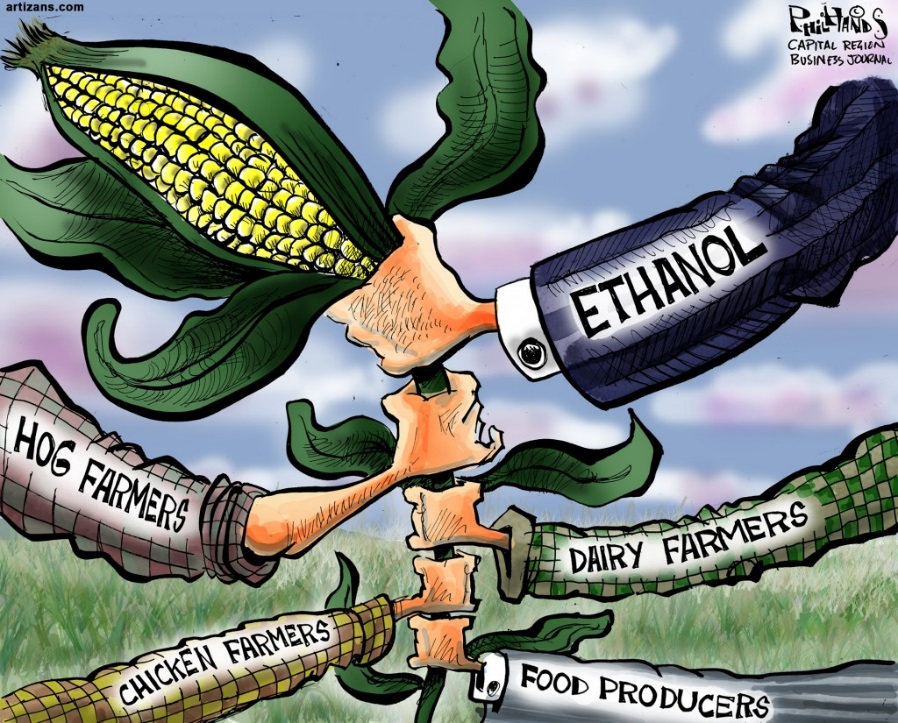 artizans.com
PHIL HANDS ©
CAPITAL REGION
BUSINESS JOURNAL
ETHANOL
HOG FARMERS
DAIRY FARMERS
CHICKEN FARMERS
FOOD PRODUCERS